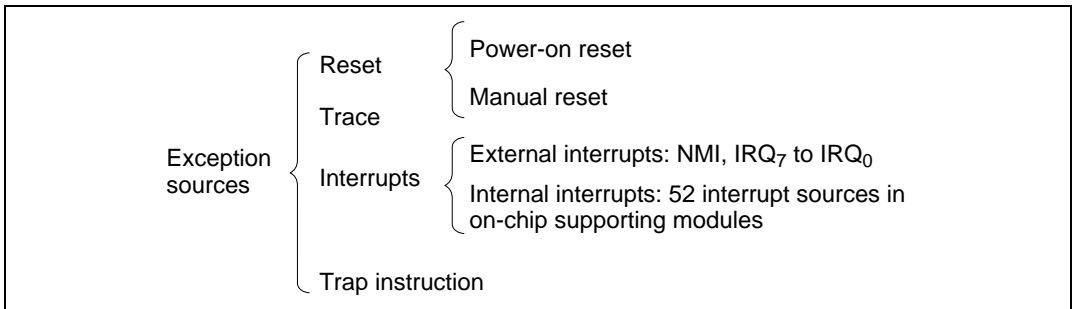 Exception
sources
Reset
Power-on reset
Manual reset
Trace
Interrupts
External interrupts: NMI, IRQ7 to IRQ0
Internal interrupts: 52 interrupt sources in
on-chip supporting modules
Trap instruction